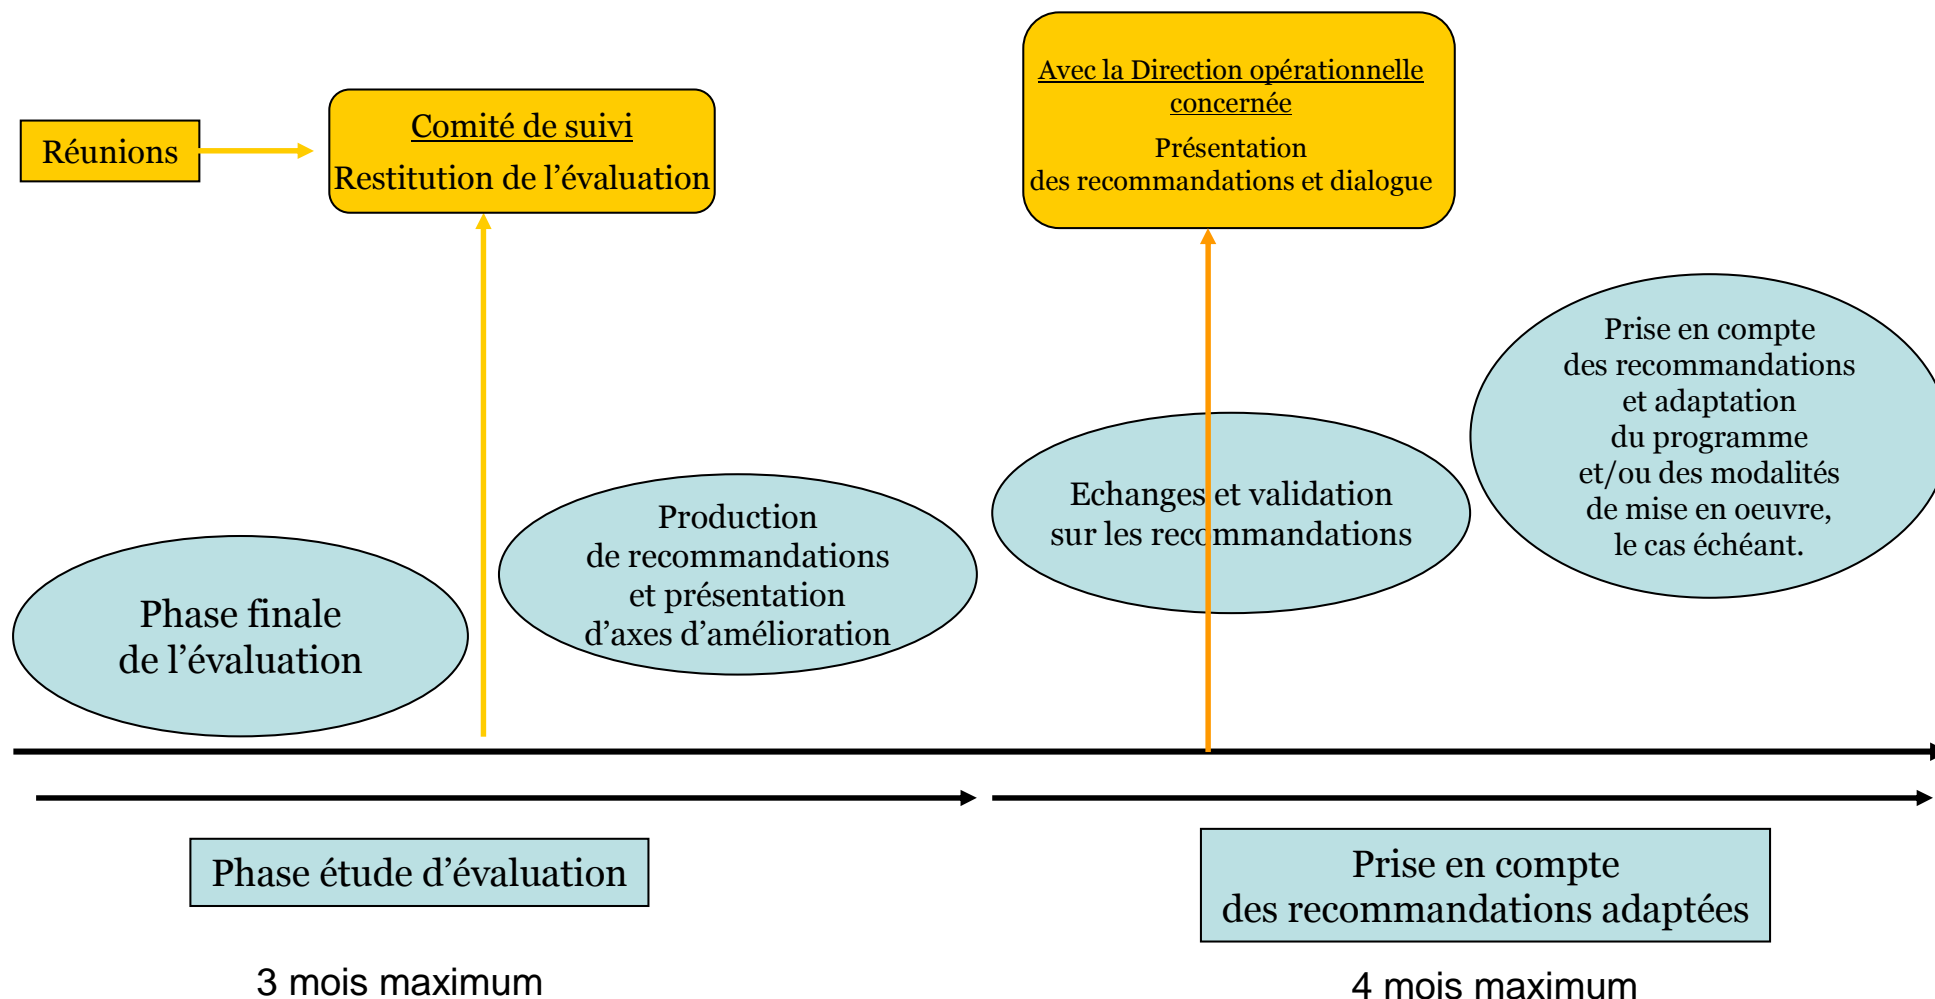 Réunions
Comité de suivi
Restitution de l’évaluation
Avec la Direction opérationnelle
concernée
Présentation
des recommandations et dialogue
Phase finale
de l’évaluation
Production
de recommandations
et présentation
d’axes d’amélioration
Echanges et validation
sur les recommandations
Prise en compte
des recommandations
et adaptation
du programme
et/ou des modalités
de mise en oeuvre,
le cas échéant.
Phase étude d’évaluation
Prise en compte
des recommandations adaptées
3 mois maximum
4 mois maximum